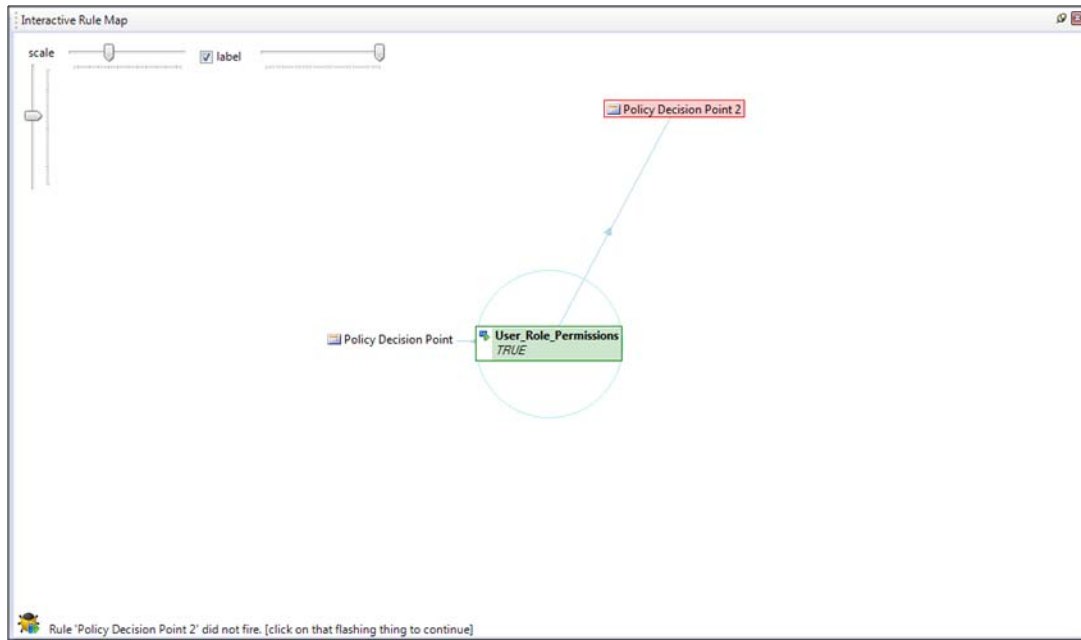 Interactive Rule Map
scale
label
Policy Decision Point 2
Policy Decision Point
User_Role_Permissions
TRUE
Rule 'Policy Decision Point 2' did not fire. [click on that flashing thing to continue]